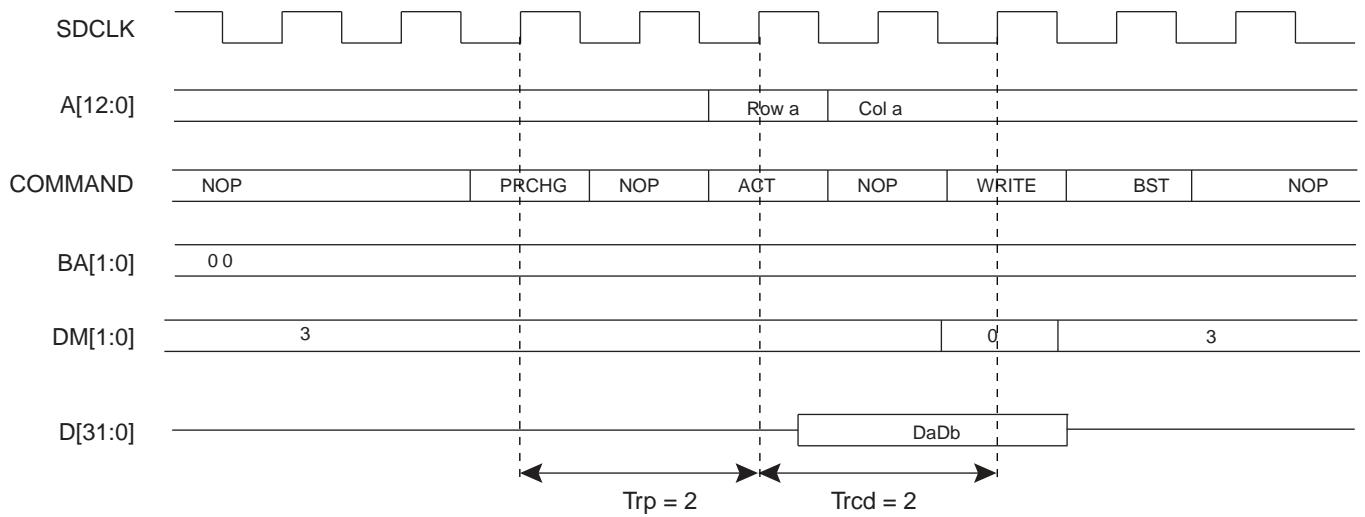 SDCLK
A[12:0] Row a Col a
COMMAND NOP PRCHG NOP ACT NOP WRITE BST NOP
BA[1:0] 0 0
DM[1:0] 3 0 3
D[31:0] DaDb
Trp = 2 Trcd = 2